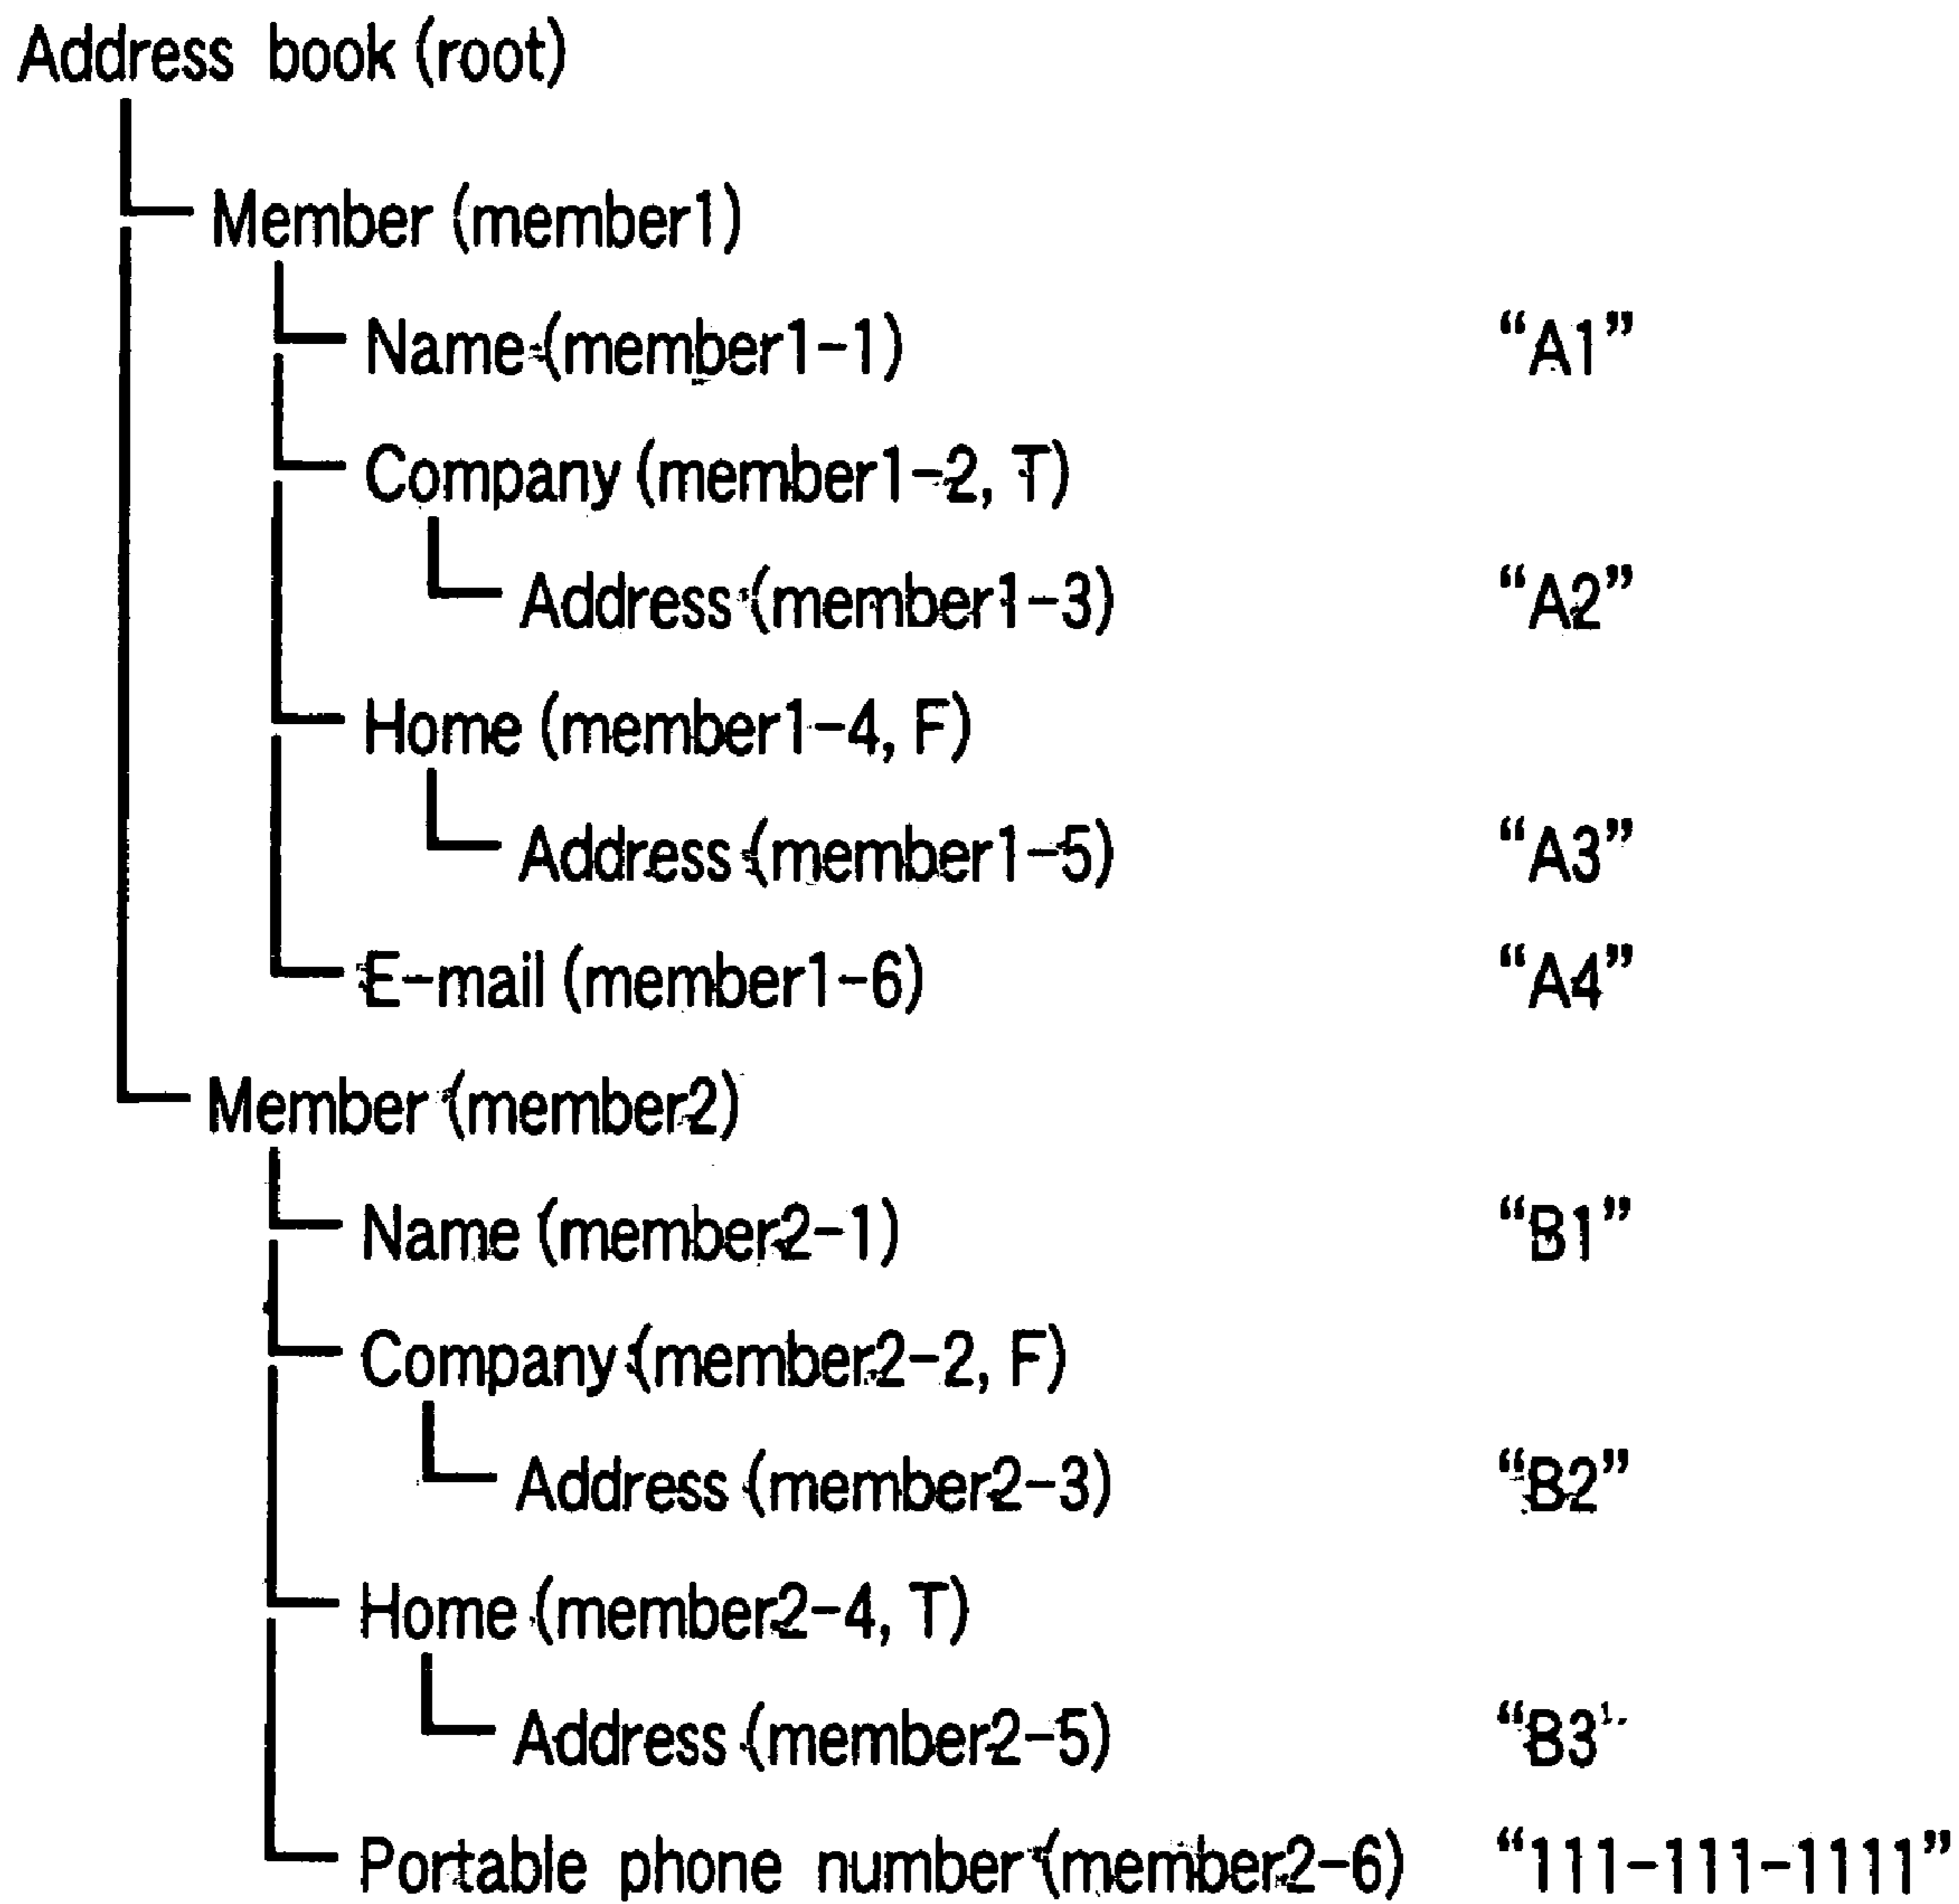 Address book (root)
Member (member1)
Name (member1-1) “A1”
Company (member1-2, T)
Address (member1-3) “A2”
Home (member1-4, F)
Address (member1-5) “A3”
E-mail (member1-6) “A4”
Member (member2)
Name (member2-1) “B1”
Company (member2-2, F)
Address (member2-3) “B2”
Home (member2-4, T)
Address (member2-5) “B3”
Portable phone number (member2-6) “111-111-1111”